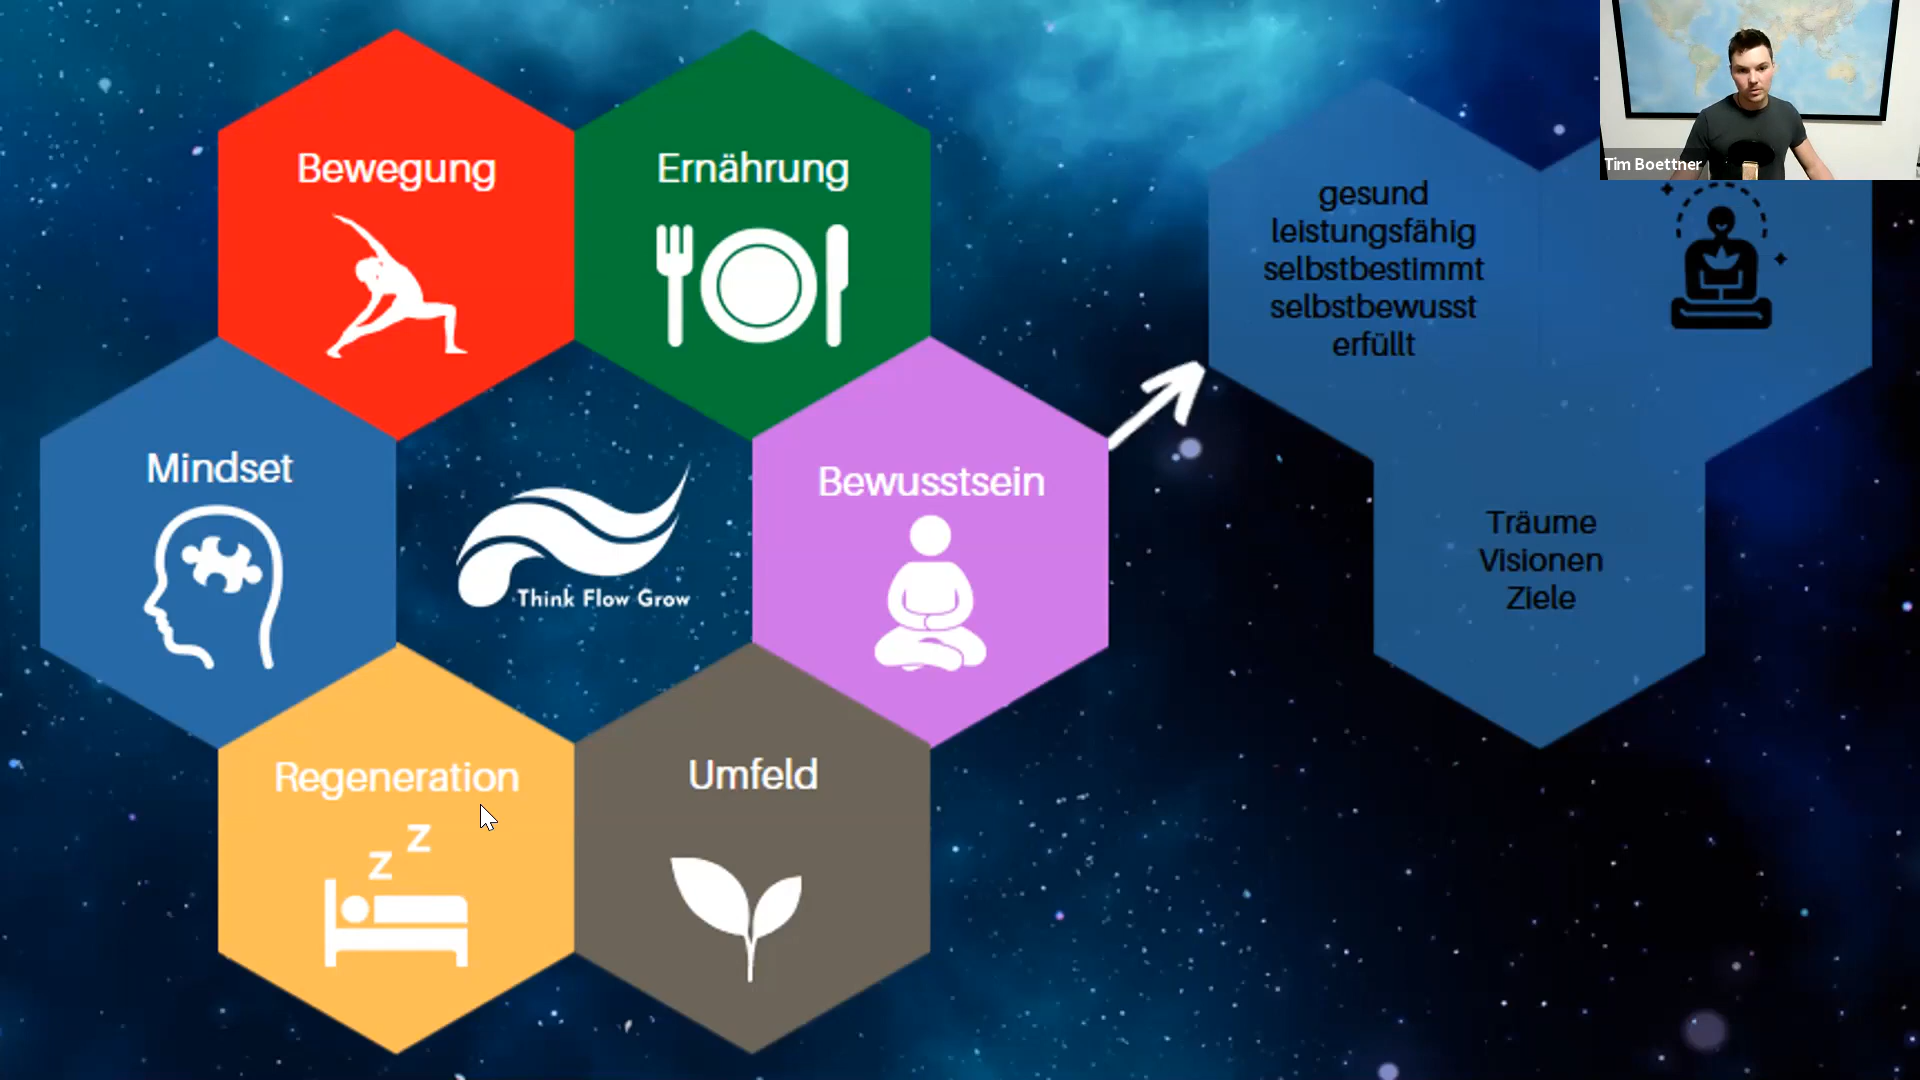 Bewegung
Ernährung
Mindset
Think Flow Grow
Bewusstsein
Regeneration
z
z
Umfeld
gesund
leistungsfähig
selbstbestimmt
selbstbewusst
erfüllt
Träume
Visionen
Ziele
Tim Boettner